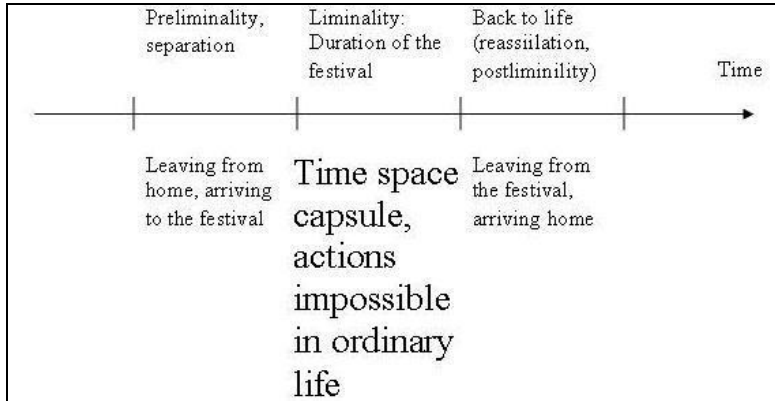 Preliminality,
separation
Liminality:
Duration of the
festival
Back to life
(reassiilation,
postliminility)
Time
Leaving from
home, arriving
to the festival
Time space
capsule,
actions
impossible
in ordinary
life
Leaving from
the festival,
arriving home